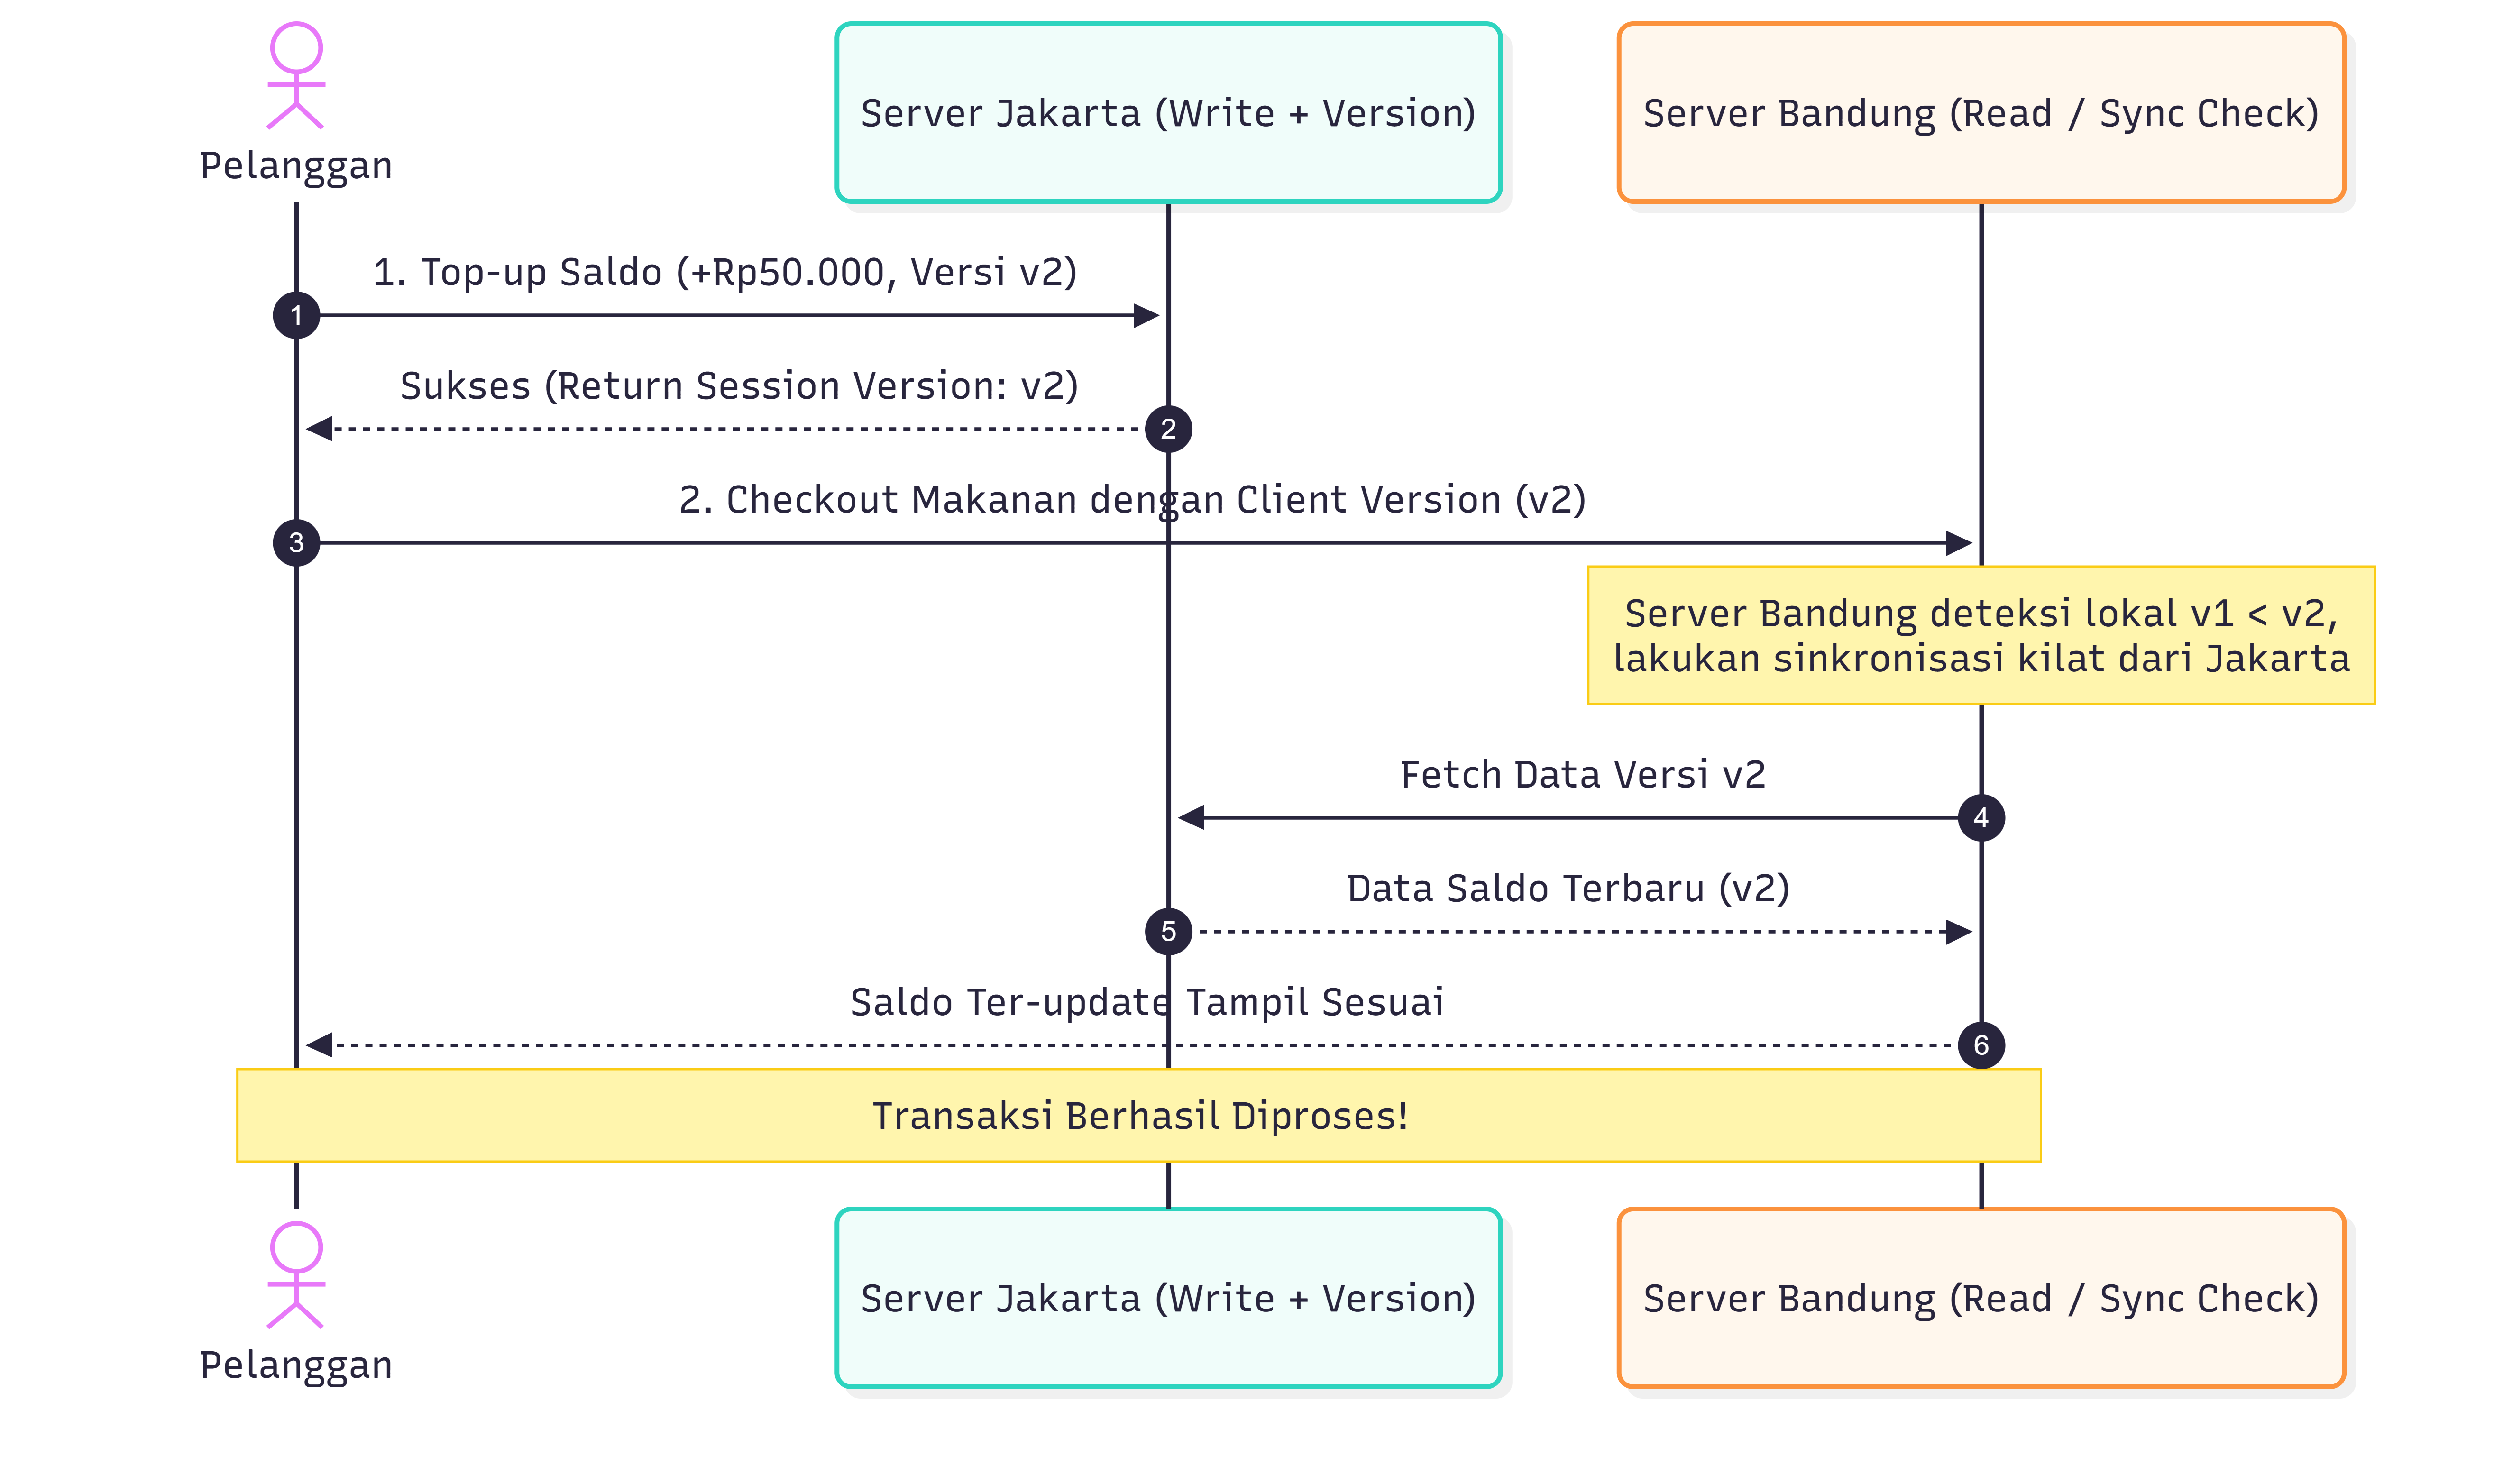 Pelanggan
Server Jakarta (Write + Version)
Server Bandung (Read / Sync Check)
1. Top-up Saldo (+Rp50.000, Versi v2)
1
Sukses (Return Session Version: v2)
2
2. Checkout Makanan dengan Client Version (v2)
3
Server Bandung deteksi lokal v1 < v2,
lakukan sinkronisasi kilat dari Jakarta
Fetch Data Versi v2
4
Data Saldo Terbaru (v2)
5
Saldo Ter-update Tampil Sesuai
6
Transaksi Berhasil Diproses!
Pelanggan
Server Jakarta (Write + Version)
Server Bandung (Read / Sync Check)